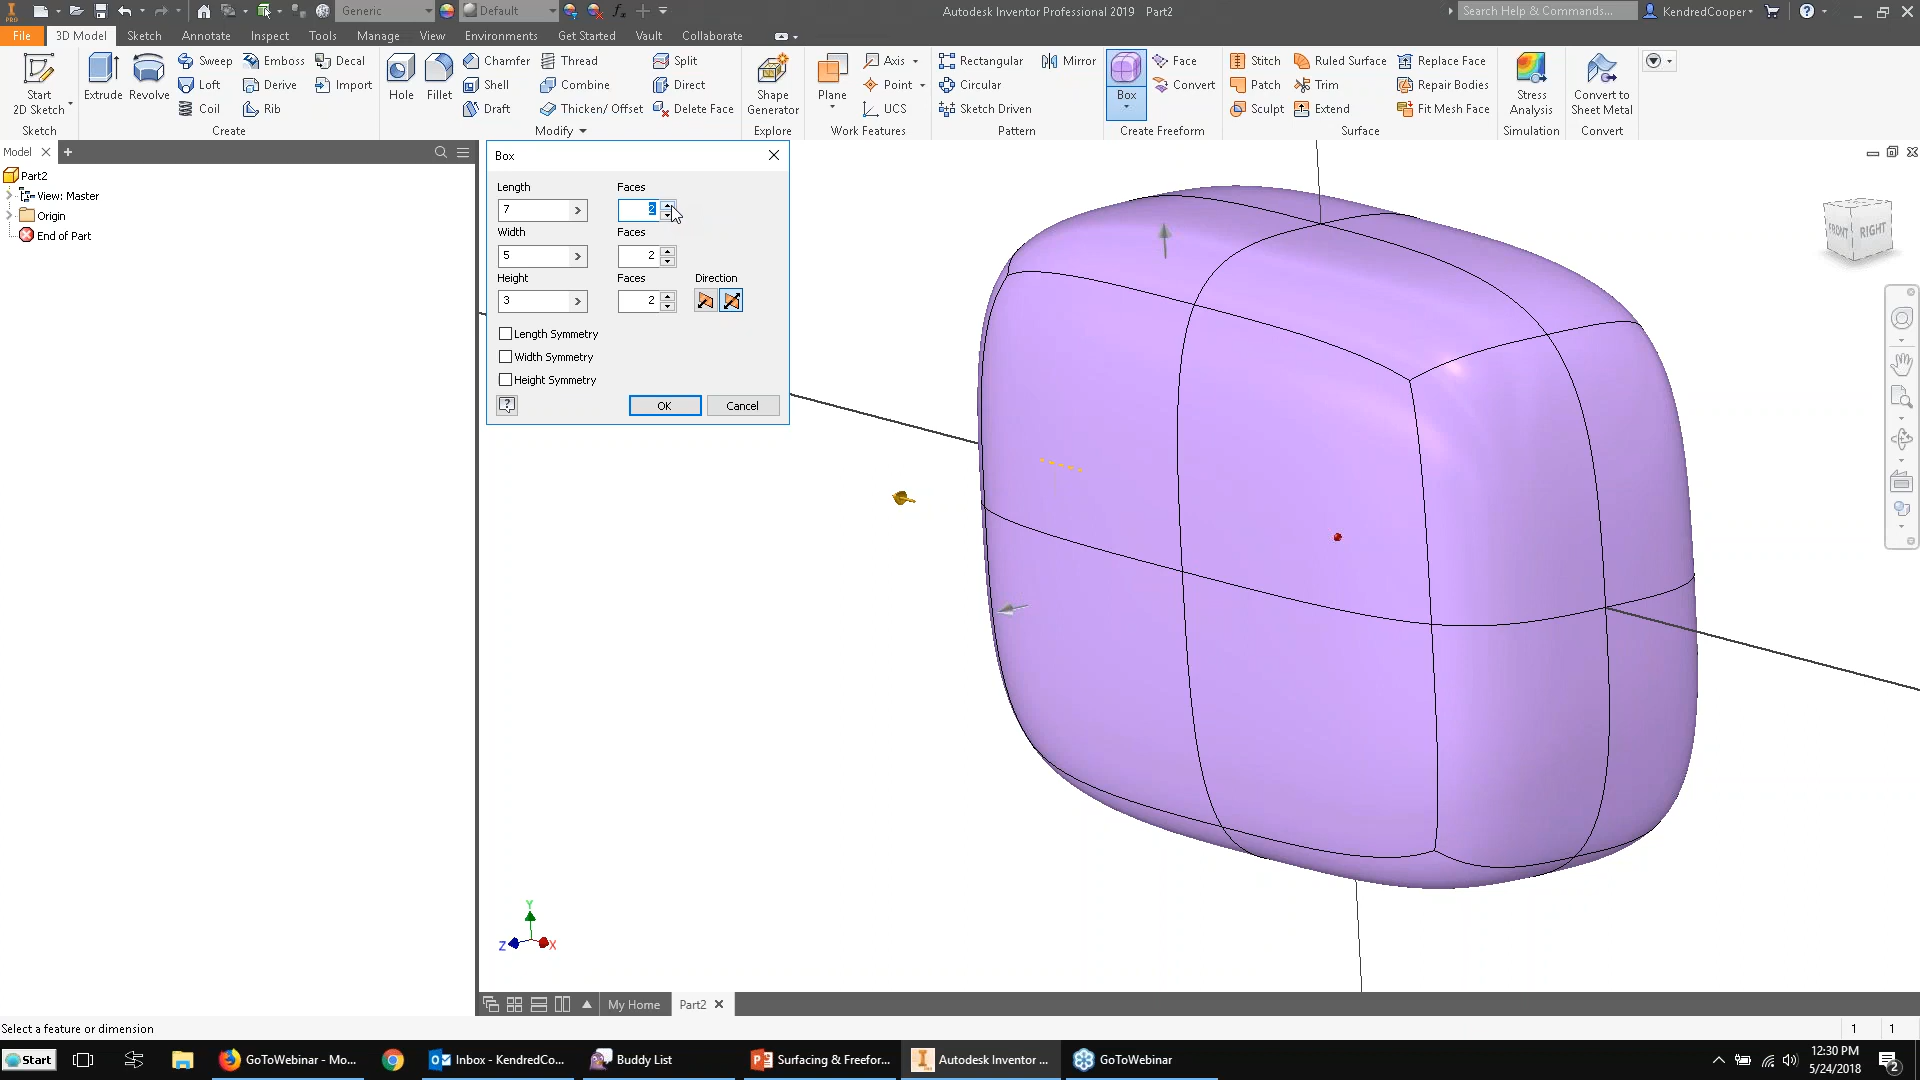 PRO Generic Default Autodesk Inventor Professional 2019 Part2 Search Help & Commands... KendredCooper
File 3D Model Sketch Annotate Inspect Tools Manage View Environments Get Started Vault Collaborate
Start
2D Sketch
Sketch
Extrude Revolve
Sweep Emboss Decal
Loft Derive Import
Coil Rib
Create
Hole Fillet
Chamfer Thread Split
Shell Combine Direct
Draft Thicken/ Offset Delete Face
Modify
Shape
Generator
Explore
Plane
Axis
Point
UCS
Work Features
Rectangular Mirror
Circular
Sketch Driven
Pattern
Box
Face
Convert
Create Freeform
Stitch Ruled Surface Replace Face
Patch Trim Repair Bodies
Sculpt Extend Fit Mesh Face
Surface
Stress
Analysis
Simulation
Convert to
Sheet Metal
Convert
Model
Part2
View: Master
Origin
End of Part
Box
Length Faces
7 2
Width Faces
5 2
Height Faces Direction
3 2
Length Symmetry
Width Symmetry
Height Symmetry
OK Cancel
FRONT RIGHT
Y
Z X
My Home Part2
Select a feature or dimension 1 1
Start GoToWebinar - Mo... Inbox - KendredCo... Buddy List Surfacing & Freefor... Autodesk Inventor ... GoToWebinar
12:30 PM
5/24/2018
2